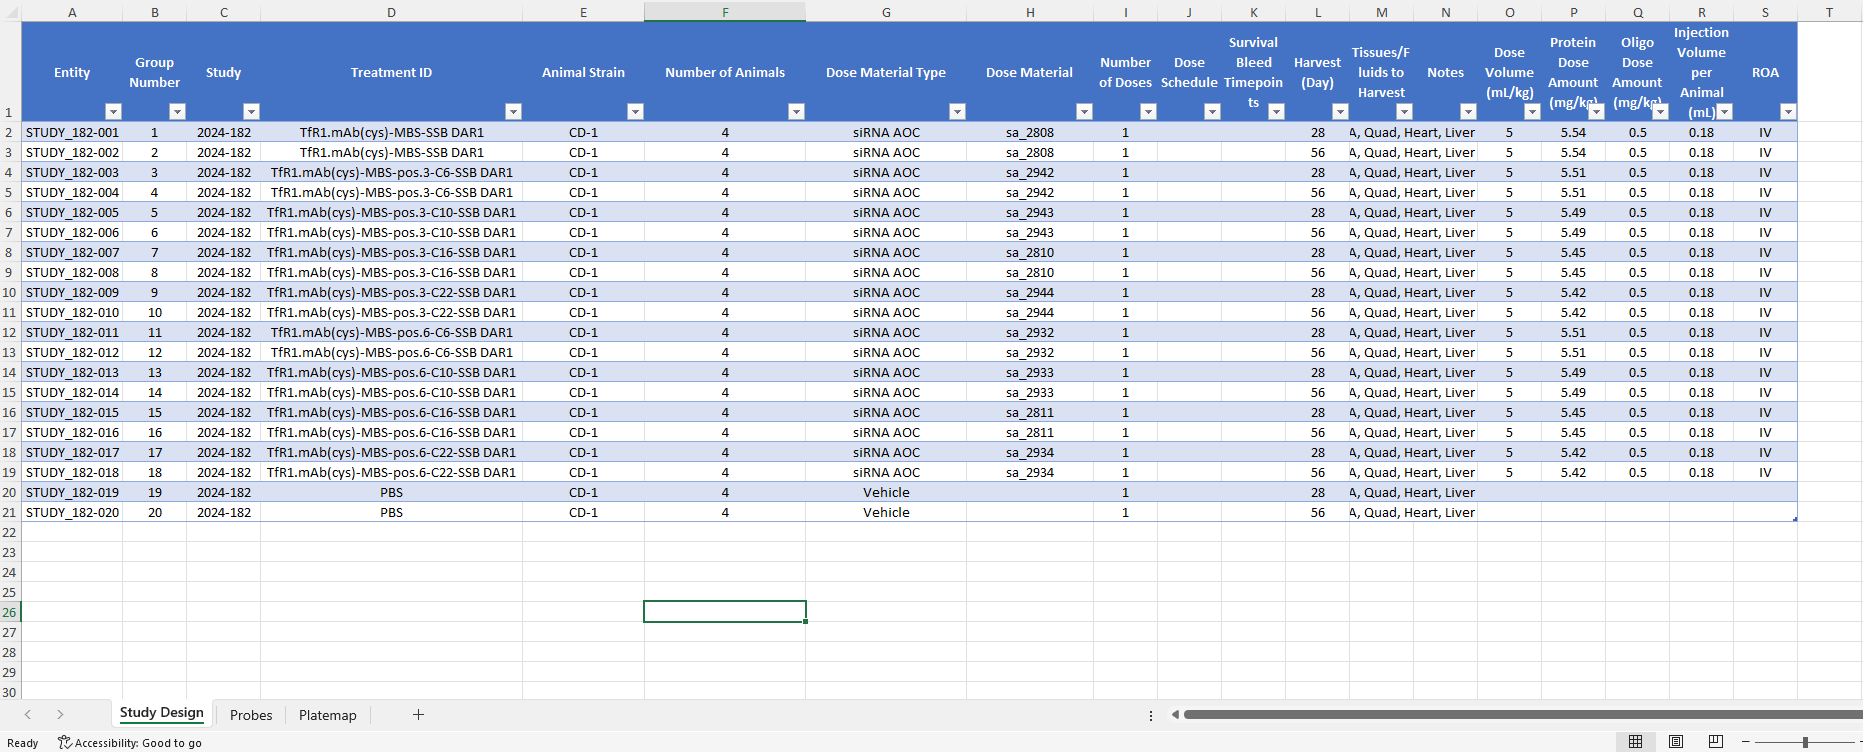 A B C D E F G H I J K L M N O P Q R S T
1 Entity Group Number Study Treatment ID Animal Strain Number of Animals Dose Material Type Dose Material Number of Doses Dose Schedule Survival Bleed Timepoints Harvest (Day) Tissues/Fluids to Harvest Notes Dose Volume (mL/kg) Protein Dose Amount (mg/kg) Oligo Dose Amount (mg/kg) Injection Volume per Animal (mL) ROA
2 STUDY_182-001 1 2024-182 TfR1.mAb(cys)-MBS-SSB DAR1 CD-1 4 siRNA AOC sa_2808 1 28 A, Quad, Heart, Liver 5 5.54 0.5 0.18 IV
3 STUDY_182-002 2 2024-182 TfR1.mAb(cys)-MBS-SSB DAR1 CD-1 4 siRNA AOC sa_2808 1 56 A, Quad, Heart, Liver 5 5.54 0.5 0.18 IV
4 STUDY_182-003 3 2024-182 TfR1.mAb(cys)-MBS-pos.3-C6-SSB DAR1 CD-1 4 siRNA AOC sa_2942 1 28 A, Quad, Heart, Liver 5 5.51 0.5 0.18 IV
5 STUDY_182-004 4 2024-182 TfR1.mAb(cys)-MBS-pos.3-C6-SSB DAR1 CD-1 4 siRNA AOC sa_2942 1 56 A, Quad, Heart, Liver 5 5.51 0.5 0.18 IV
6 STUDY_182-005 5 2024-182 TfR1.mAb(cys)-MBS-pos.3-C10-SSB DAR1 CD-1 4 siRNA AOC sa_2943 1 28 A, Quad, Heart, Liver 5 5.49 0.5 0.18 IV
7 STUDY_182-006 6 2024-182 TfR1.mAb(cys)-MBS-pos.3-C10-SSB DAR1 CD-1 4 siRNA AOC sa_2943 1 56 A, Quad, Heart, Liver 5 5.49 0.5 0.18 IV
8 STUDY_182-007 7 2024-182 TfR1.mAb(cys)-MBS-pos.3-C16-SSB DAR1 CD-1 4 siRNA AOC sa_2810 1 28 A, Quad, Heart, Liver 5 5.45 0.5 0.18 IV
9 STUDY_182-008 8 2024-182 TfR1.mAb(cys)-MBS-pos.3-C16-SSB DAR1 CD-1 4 siRNA AOC sa_2810 1 56 A, Quad, Heart, Liver 5 5.45 0.5 0.18 IV
10 STUDY_182-009 9 2024-182 TfR1.mAb(cys)-MBS-pos.3-C22-SSB DAR1 CD-1 4 siRNA AOC sa_2944 1 28 A, Quad, Heart, Liver 5 5.42 0.5 0.18 IV
11 STUDY_182-010 10 2024-182 TfR1.mAb(cys)-MBS-pos.3-C22-SSB DAR1 CD-1 4 siRNA AOC sa_2944 1 56 A, Quad, Heart, Liver 5 5.42 0.5 0.18 IV
12 STUDY_182-011 11 2024-182 TfR1.mAb(cys)-MBS-pos.6-C6-SSB DAR1 CD-1 4 siRNA AOC sa_2932 1 28 A, Quad, Heart, Liver 5 5.51 0.5 0.18 IV
13 STUDY_182-012 12 2024-182 TfR1.mAb(cys)-MBS-pos.6-C6-SSB DAR1 CD-1 4 siRNA AOC sa_2932 1 56 A, Quad, Heart, Liver 5 5.51 0.5 0.18 IV
14 STUDY_182-013 13 2024-182 TfR1.mAb(cys)-MBS-pos.6-C10-SSB DAR1 CD-1 4 siRNA AOC sa_2933 1 28 A, Quad, Heart, Liver 5 5.49 0.5 0.18 IV
15 STUDY_182-014 14 2024-182 TfR1.mAb(cys)-MBS-pos.6-C10-SSB DAR1 CD-1 4 siRNA AOC sa_2933 1 56 A, Quad, Heart, Liver 5 5.49 0.5 0.18 IV
16 STUDY_182-015 15 2024-182 TfR1.mAb(cys)-MBS-pos.6-C16-SSB DAR1 CD-1 4 siRNA AOC sa_2811 1 28 A, Quad, Heart, Liver 5 5.45 0.5 0.18 IV
17 STUDY_182-016 16 2024-182 TfR1.mAb(cys)-MBS-pos.6-C16-SSB DAR1 CD-1 4 siRNA AOC sa_2811 1 56 A, Quad, Heart, Liver 5 5.45 0.5 0.18 IV
18 STUDY_182-017 17 2024-182 TfR1.mAb(cys)-MBS-pos.6-C22-SSB DAR1 CD-1 4 siRNA AOC sa_2934 1 28 A, Quad, Heart, Liver 5 5.42 0.5 0.18 IV
19 STUDY_182-018 18 2024-182 TfR1.mAb(cys)-MBS-pos.6-C22-SSB DAR1 CD-1 4 siRNA AOC sa_2934 1 56 A, Quad, Heart, Liver 5 5.42 0.5 0.18 IV
20 STUDY_182-019 19 2024-182 PBS CD-1 4 Vehicle 1 28 A, Quad, Heart, Liver
21 STUDY_182-020 20 2024-182 PBS CD-1 4 Vehicle 1 56 A, Quad, Heart, Liver
22
23
24
25
26
27
28
29
30
Study Design Probes Platemap
Ready Accessibility: Good to go